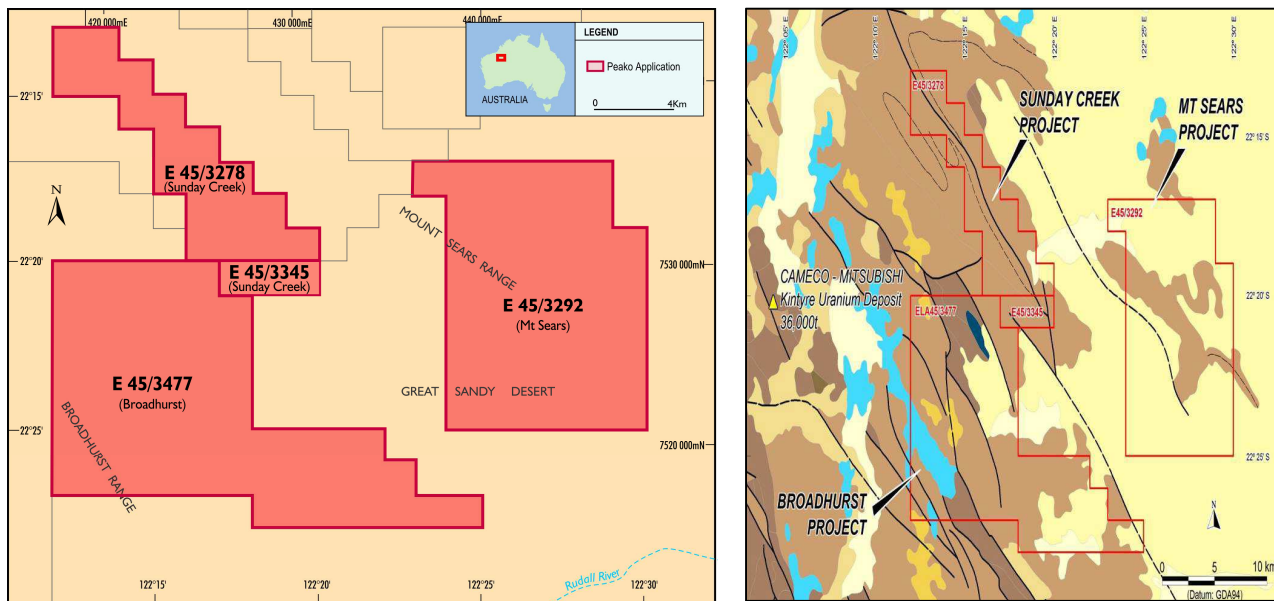 420 000mE
430 000mE
440 000mE
LEGEND
Peako Application
0
4Km
AUSTRALIA
22°15'
E 45/3278
(Sunday Creek)
N
MOUNT SEARS RANGE
22°20'
E 45/3345
(Sunday Creek)
7530 000mN
E 45/3292
(Mt Sears)
E 45/3477
(Broadhurst)
GREAT SANDY DESERT
BROADHURST RANGE
22°25'
7520 000mN
Rudall River
122°15'
122°20'
122°25'
122°30'
122° 05' E
122° 10' E
122° 15' E
122° 20' E
122° 25' E
122° 30' E
E45/3278
SUNDAY CREEK
PROJECT
MT SEARS
PROJECT
22° 15' S
E45/3292
CAMECO - MITSUBISHI
Kintyre Uranium Deposit
36,000t
22° 20' S
ELA45/3477
E45/3345
22° 25' S
BROADHURST
PROJECT
N
0
5
10 km
(Datum: GDA94)